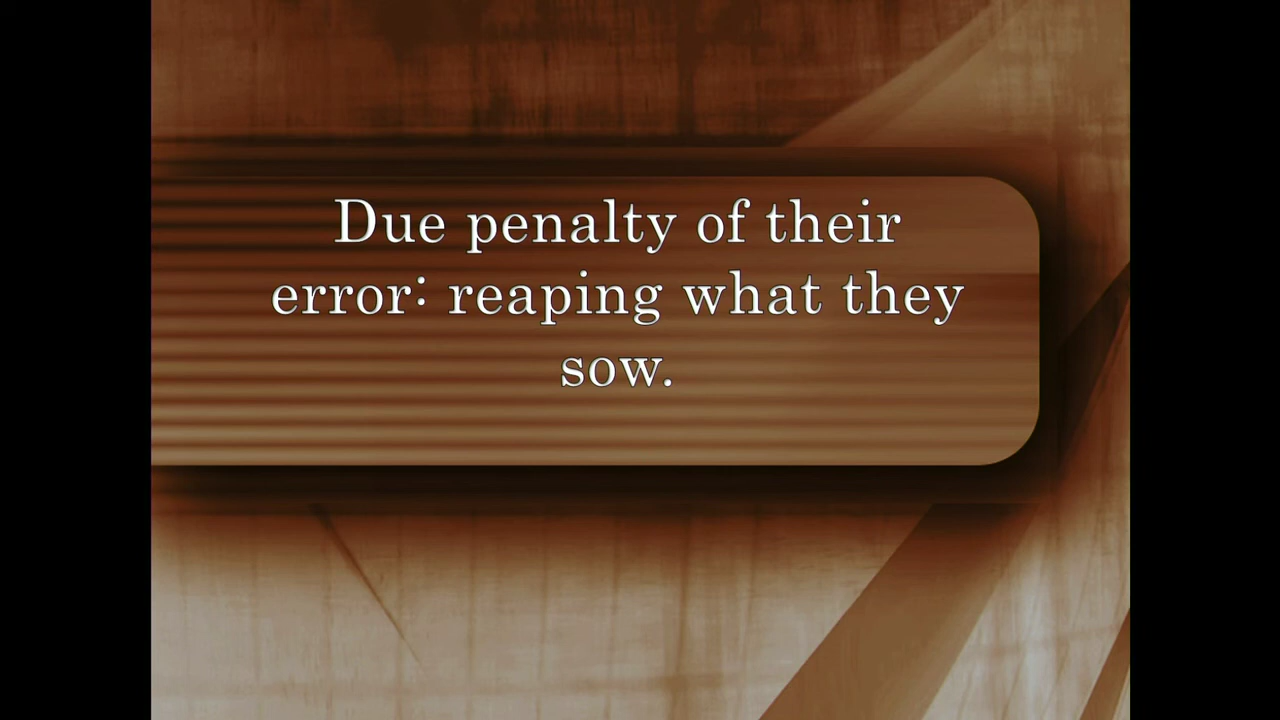 Due penalty of their
error: reaping what they
sow.